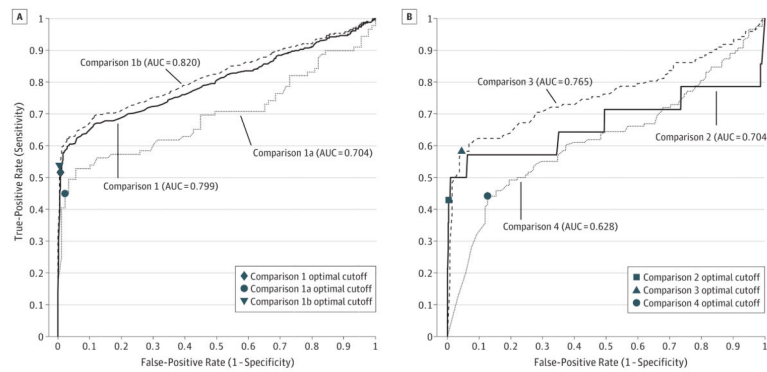 A
True-Positive Rate (Sensitivity)
1
0.9
0.8
0.7
0.6
0.5
0.4
0.3
0.2
0.1
0
Comparison 1b (AUC = 0.820)
Comparison 1a (AUC = 0.704)
Comparison 1 (AUC = 0.799)
Comparison 1 optimal cutoff
Comparison 1a optimal cutoff
Comparison 1b optimal cutoff
0 0.1 0.2 0.3 0.4 0.5 0.6 0.7 0.8 0.9 1
False-Positive Rate (1 - Specificity)
B
1
0.9
0.8
0.7
0.6
0.5
0.4
0.3
0.2
0.1
0
Comparison 3 (AUC = 0.765)
Comparison 2 (AUC = 0.704
Comparison 4 (AUC = 0.628)
Comparison 2 optimal cutoff
Comparison 3 optimal cutoff
Comparison 4 optimal cutoff
0 0.1 0.2 0.3 0.4 0.5 0.6 0.7 0.8 0.9 1
False-Positive Rate (1 - Specificity)